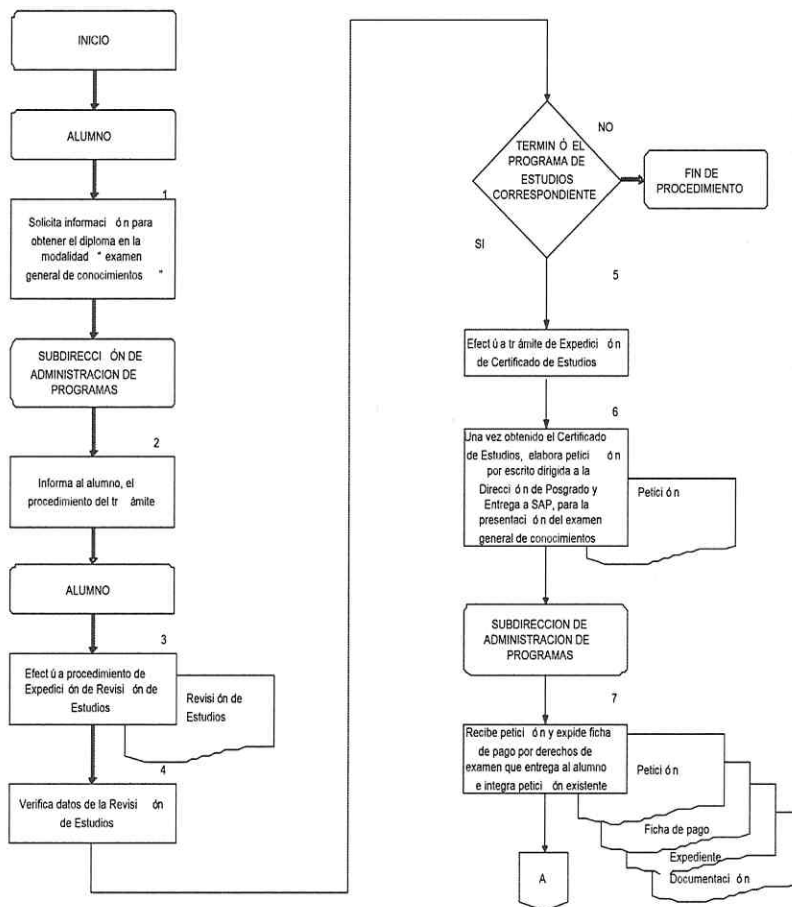 INICIO
ALUMNO
1
Solicita informaci ón para
obtener el diploma en la
modalidad " examen
general de conocimientos "
SUBDIRECCI ÓN DE
ADMINISTRACION DE
PROGRAMAS
2
Informa al alumno, el
procedimiento del tr ámite
ALUMNO
3
Efect ú a procedimiento de
Expedici ón de Revisi ón de
Estudios
Revisi ón de
Estudios
4
Verifica datos de la Revisi ón
de Estudios
TERMIN Ó EL
PROGRAMA DE
ESTUDIOS
CORRESPONDIENTE
NO
FIN DE
PROCEDIMIENTO
SI
5
Efect ú a tr ámite de Expedici ón
de Certificado de Estudios
6
Una vez obtenido el Certificado
de Estudios, elabora petici ón
por escrito dirigida a la
Direcci ón de Posgrado y
Entrega a SAP, para la
presentaci ón del examen
general de conocimientos
Petici ón
SUBDIRECCION DE
ADMINISTRACION DE
PROGRAMAS
7
Recibe petici ón y expide ficha
de pago por derechos de
examen que entrega al alumno
e integra petici ón existente
Petici ón
Ficha de pago
Expediente
Documentaci ón
A